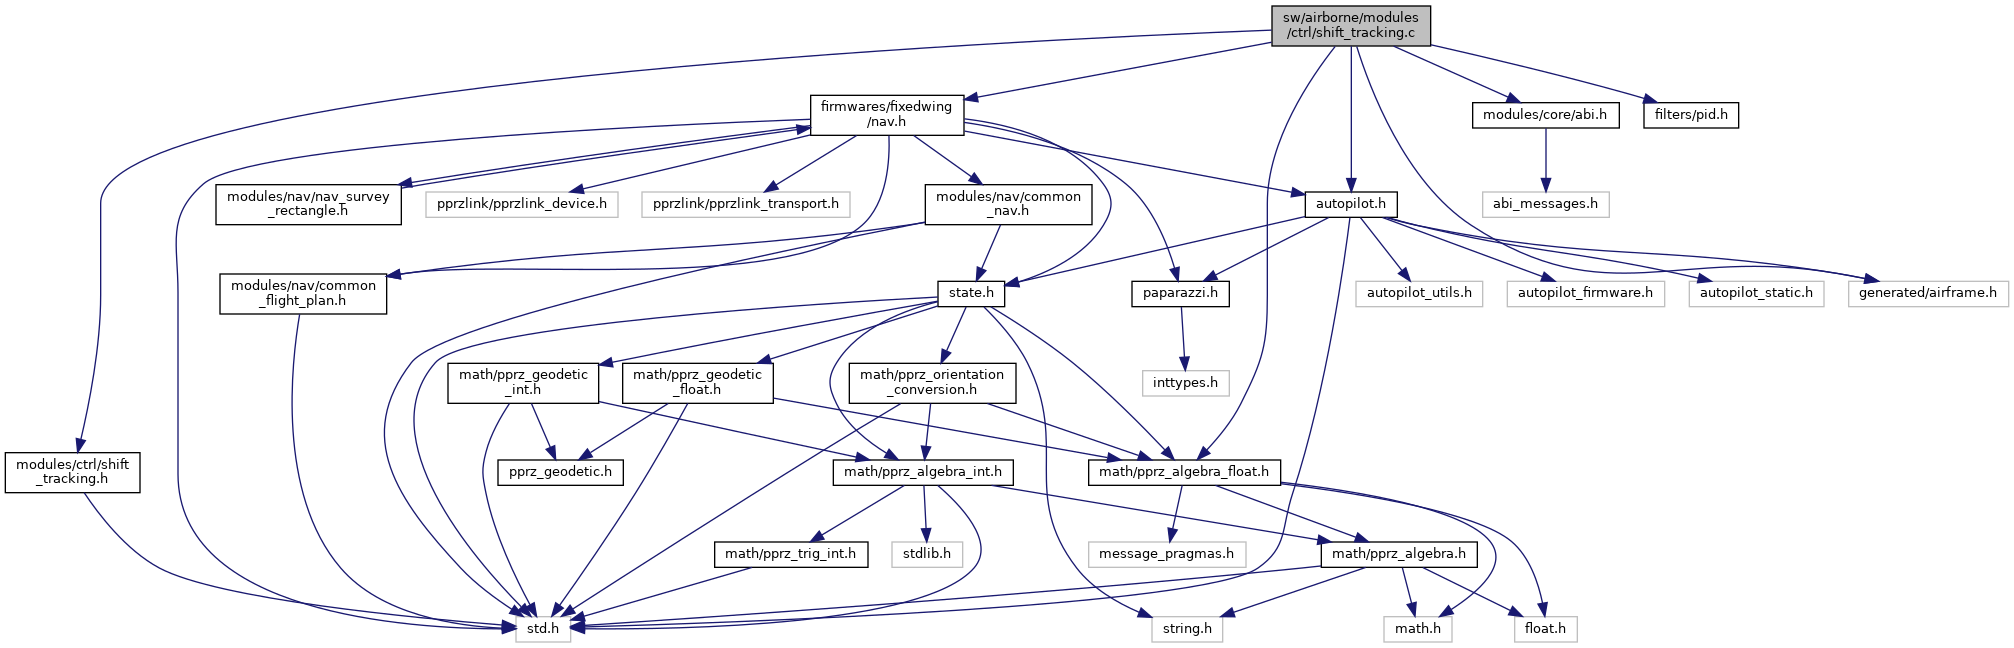 sw/airborne/modules
/ctrl/shift_tracking.c
firmwares/fixedwing
/nav.h
modules/core/abi.h
filters/pid.h
modules/nav/nav_survey
_rectangle.h
pprzlink/pprzlink_device.h
pprzlink/pprzlink_transport.h
modules/nav/common
_nav.h
autopilot.h
abi_messages.h
modules/nav/common
_flight_plan.h
state.h
paparazzi.h
autopilot_utils.h
autopilot_firmware.h
autopilot_static.h
generated/airframe.h
math/pprz_geodetic
_int.h
math/pprz_geodetic
_float.h
math/pprz_orientation
_conversion.h
inttypes.h
modules/ctrl/shift
_tracking.h
pprz_geodetic.h
math/pprz_algebra_int.h
math/pprz_algebra_float.h
math/pprz_trig_int.h
stdlib.h
message_pragmas.h
math/pprz_algebra.h
std.h
string.h
math.h
float.h